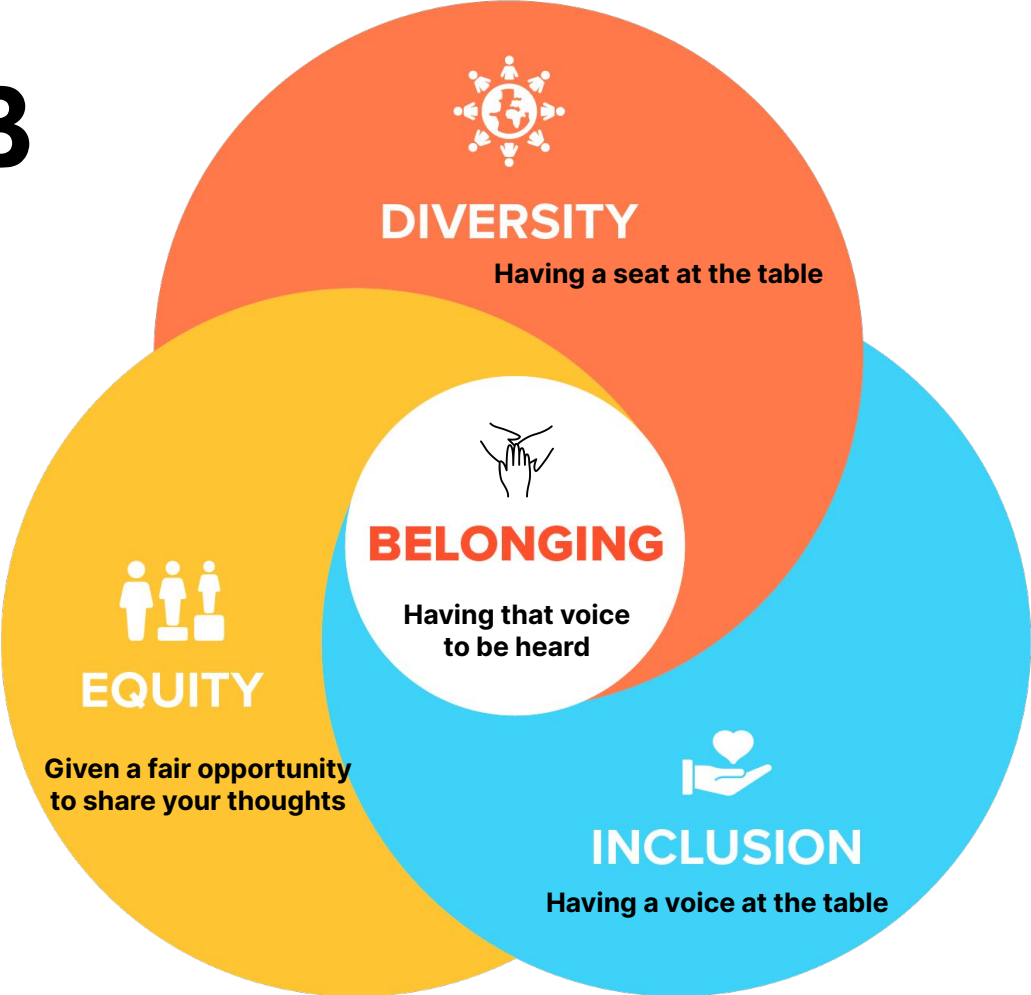 B
DIVERSITY
Having a seat at the table
BELONGING
Having that voice
to be heard
EQUITY
Given a fair opportunity
to share your thoughts
INCLUSION
Having a voice at the table